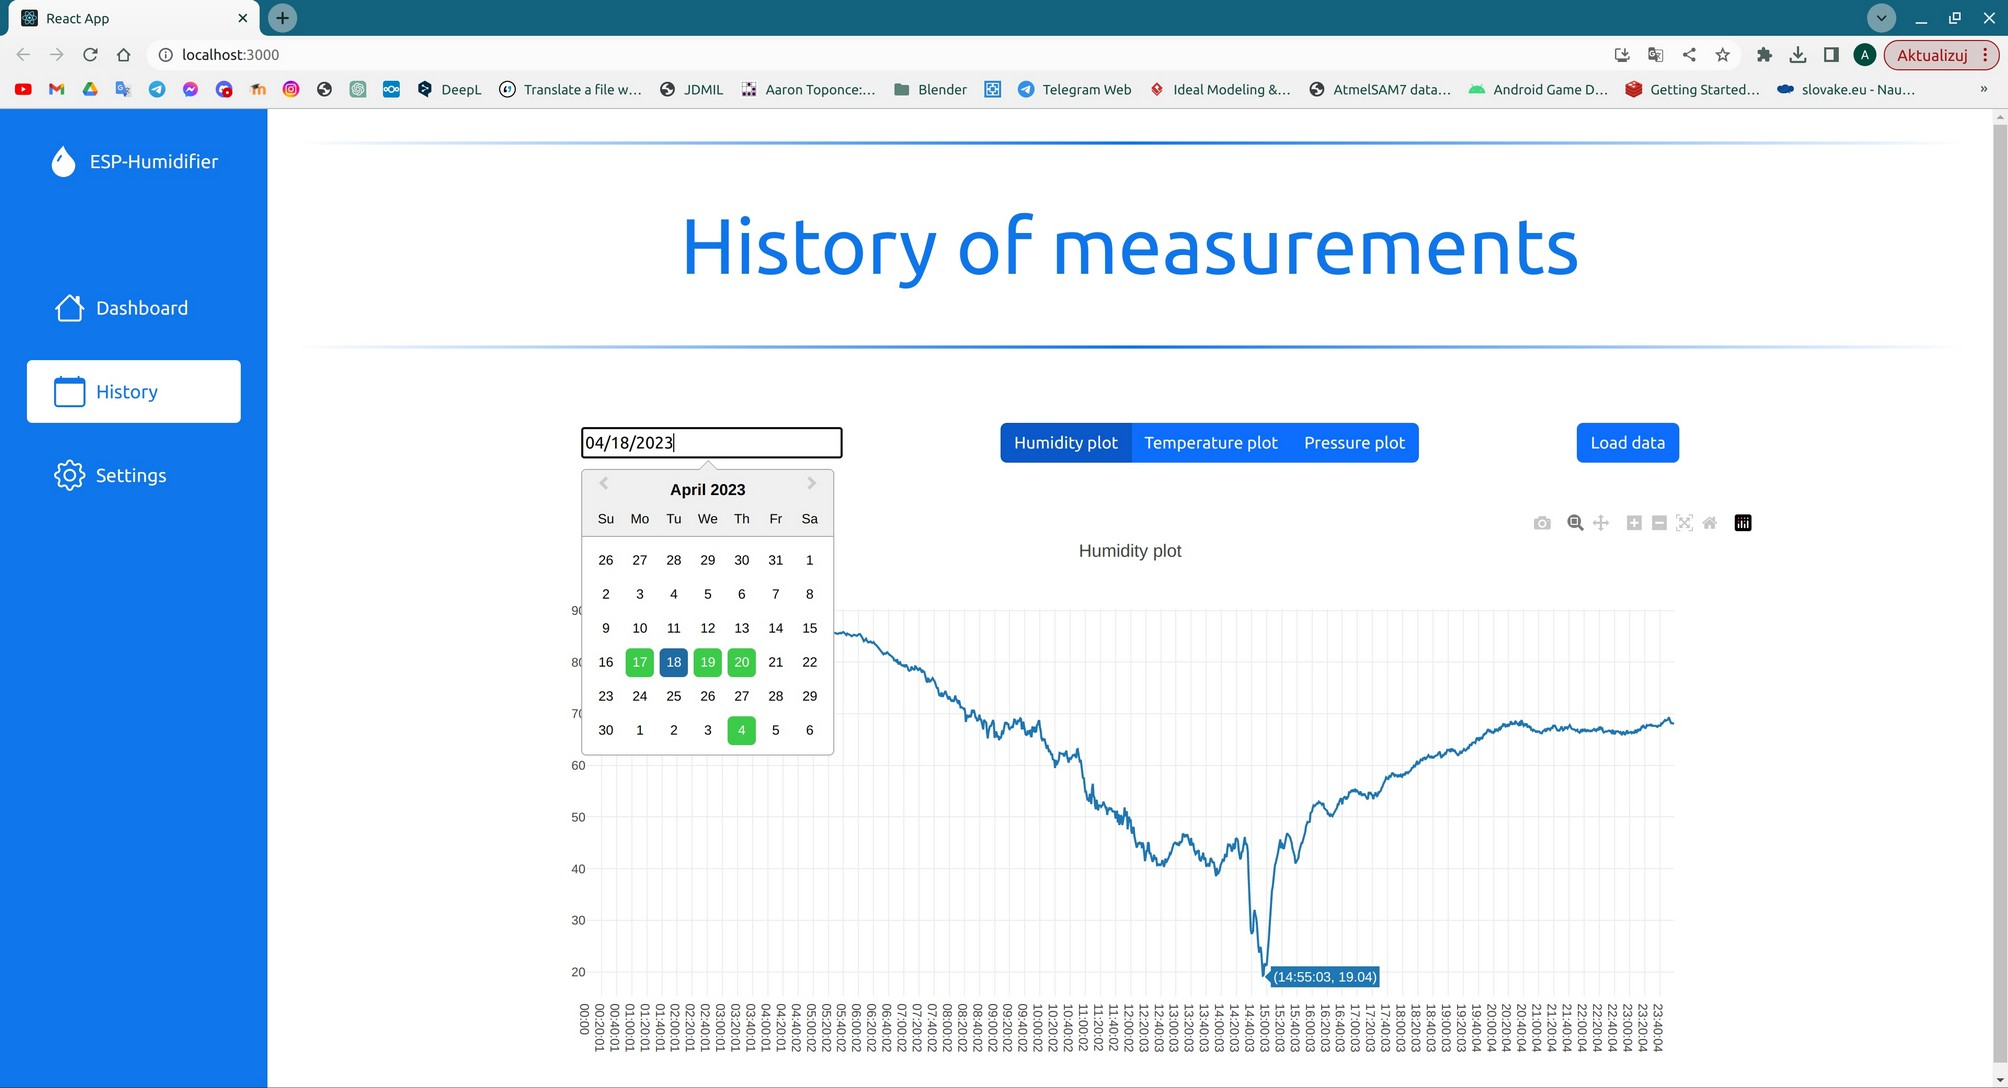 React App
localhost:3000
A
Aktualizuj
DeepL
Translate a file w...
JDMIL
Aaron Toponce:...
Blender
Telegram Web
Ideal Modeling &...
AtmelSAM7 data...
Android Game D...
Getting Started...
slovake.eu - Nau...
»
ESP-Humidifier
Dashboard
History
Settings
History of measurements
04/18/2023
Humidity plot
Temperature plot
Pressure plot
Load data
April 2023
Su Mo Tu We Th Fr Sa
26 27 28 29 30 31 1
2 3 4 5 6 7 8
9 10 11 12 13 14 15
16 17 18 19 20 21 22
23 24 25 26 27 28 29
30 1 2 3 4 5 6
Humidity plot
90
80
70
60
50
40
30
20
(14:55:03, 19.04)
00:00
00:20:01
00:40:01
01:00:01
01:20:01
01:40:01
02:00:01
02:20:01
02:40:01
03:00:01
03:20:01
03:40:01
04:00:01
04:20:01
04:40:02
05:00:02
05:20:02
05:40:02
06:00:02
06:20:02
06:40:02
07:00:02
07:20:02
07:40:02
08:00:02
08:20:02
08:40:02
09:00:02
09:20:02
09:40:02
10:00:02
10:20:02
10:40:02
11:00:02
11:20:02
11:40:02
12:00:02
12:20:03
12:40:03
13:00:03
13:20:03
13:40:03
14:00:03
14:20:03
14:40:03
15:00:03
15:20:03
15:40:03
16:00:03
16:20:03
16:40:03
17:00:03
17:20:03
17:40:03
18:00:03
18:20:03
18:40:03
19:00:03
19:20:04
19:40:04
20:00:04
20:20:04
20:40:04
21:00:04
21:20:04
21:40:04
22:00:04
22:20:04
22:40:04
23:00:04
23:20:04
23:40:04